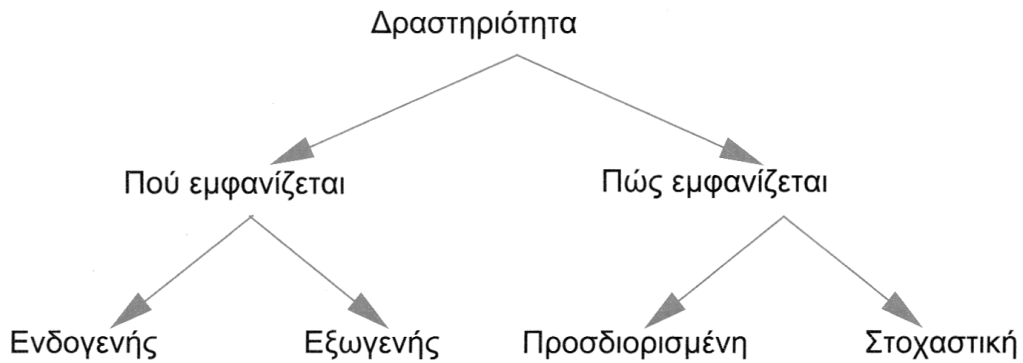 Δραστηριότητα
Πού εμφανίζεται
Πώς εμφανίζεται
Ενδογενής
Εξωγενής
Προσδιορισμένη
Στοχαστική